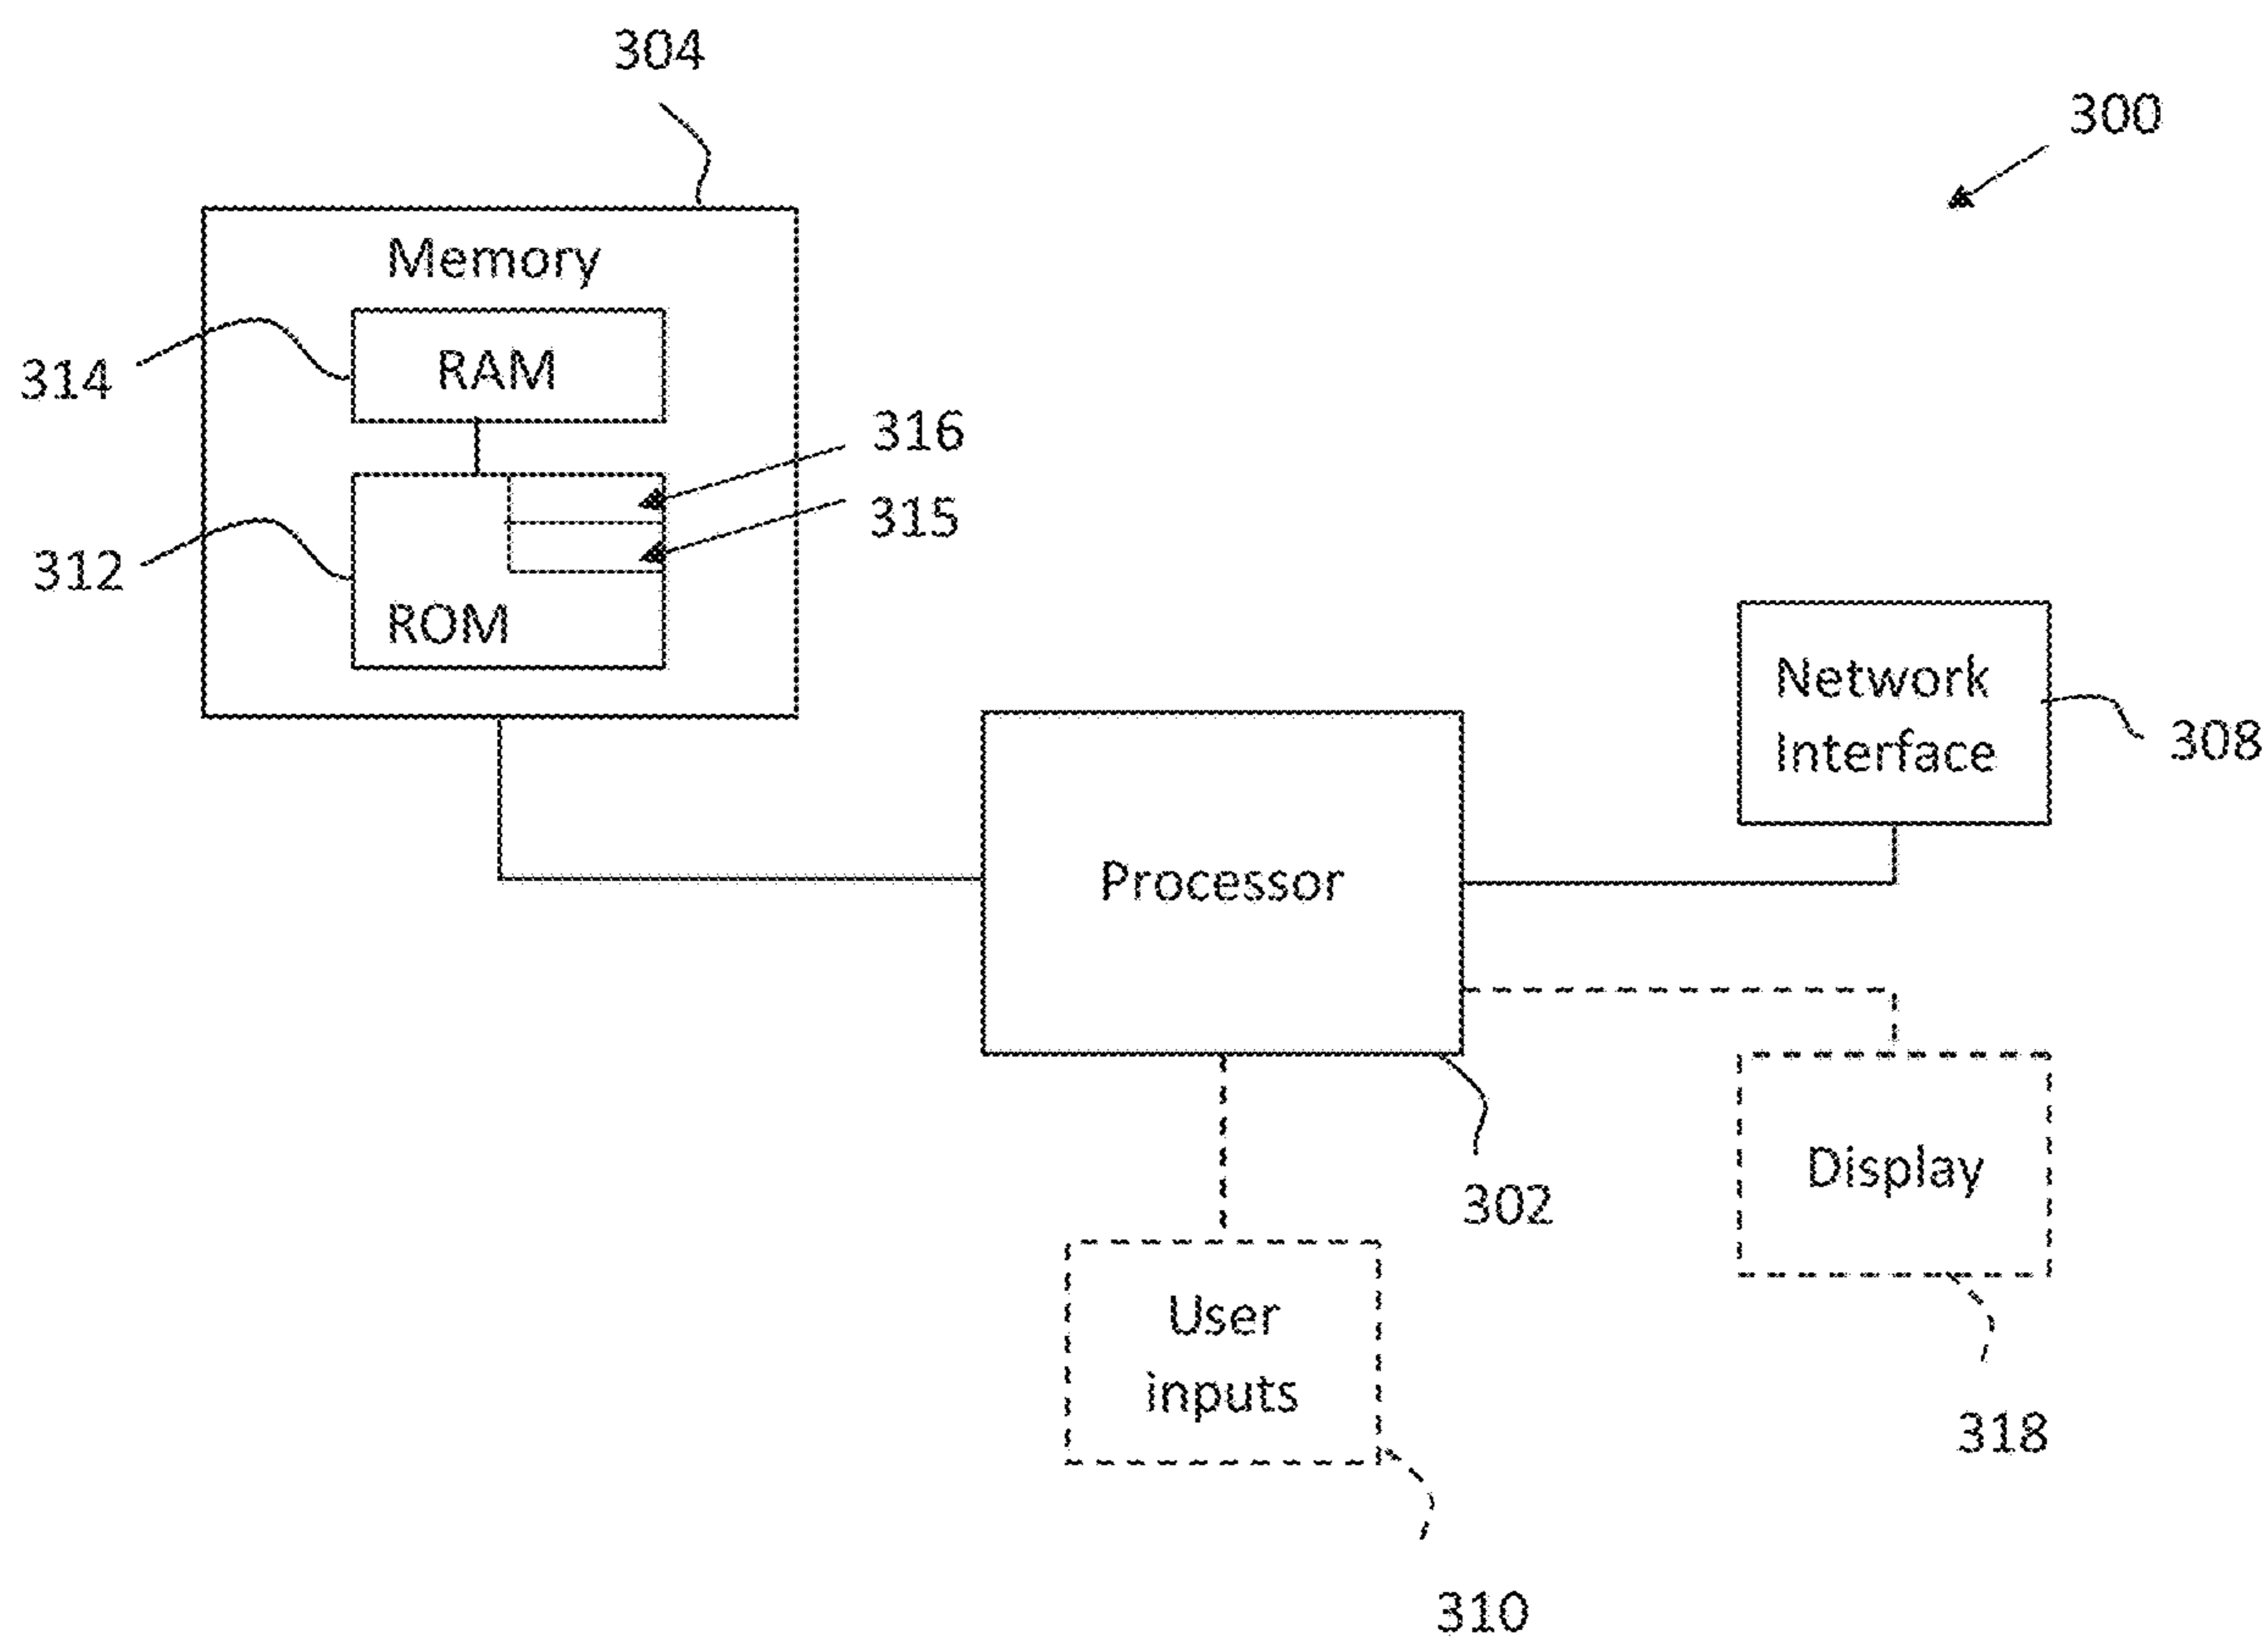 304
300
Memory
RAM
314
316
315
312
ROM
Network
Interface
308
Processor
302
Display
User
inputs
318
310